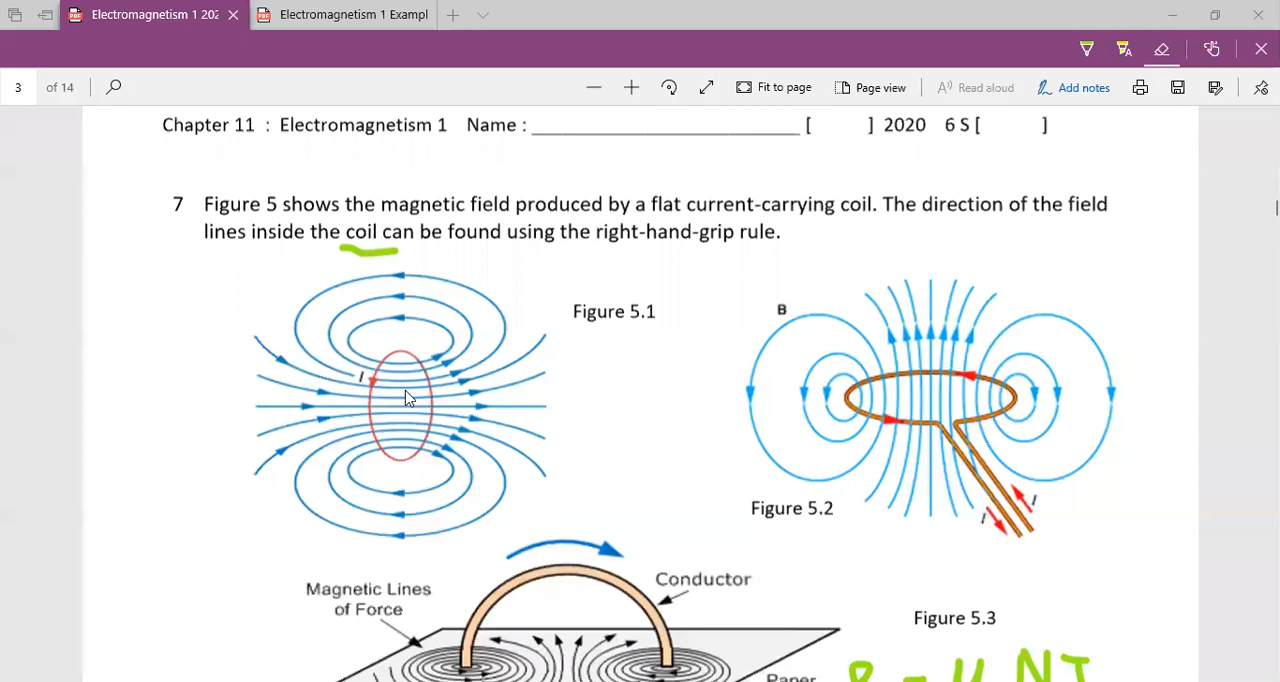 Electromagnetism 1 202
Electromagnetism 1 Exampl
3 of 14
Fit to page
Page view
Read aloud
Add notes
Chapter 11 : Electromagnetism 1 Name : ________________________ [ ] 2020 6 S [ ]
7 Figure 5 shows the magnetic field produced by a flat current-carrying coil. The direction of the field
lines inside the coil can be found using the right-hand-grip rule.
Figure 5.1
B
I
Figure 5.2
I
I
Magnetic Lines
of Force
Conductor
Figure 5.3
Paper